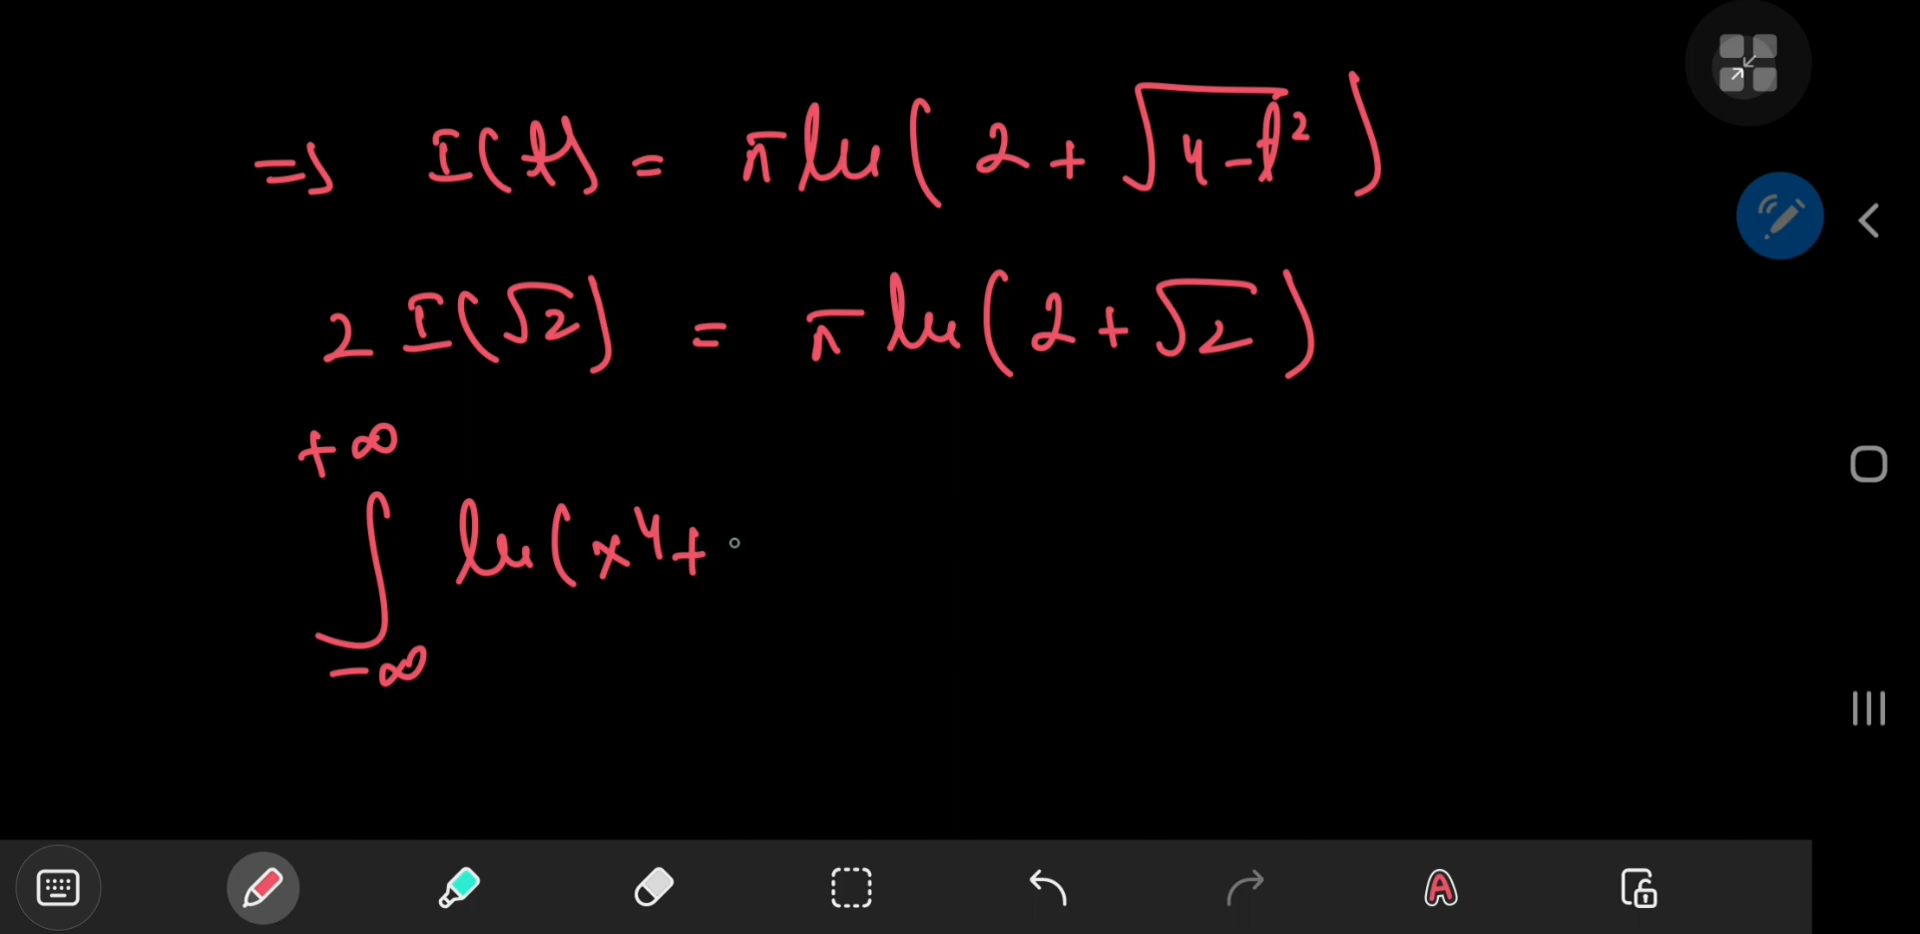 => I(t) = π ln( 2 + √4-t² )
2 I(√2) = π ln( 2 + √2 )
+∞
∫ ln( x⁴ +
-∞
A